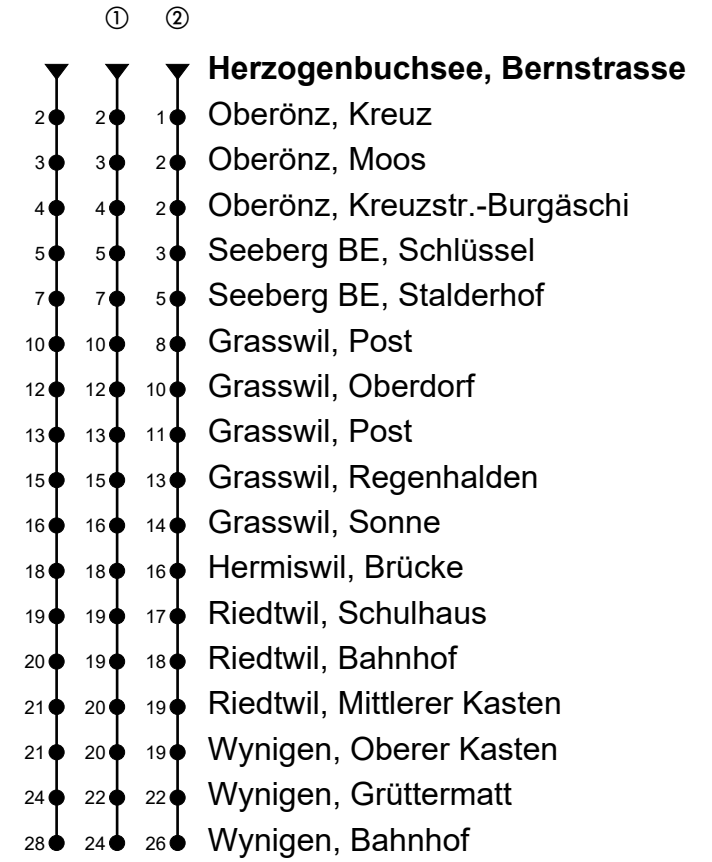 ① ②
Herzogenbuchsee, Bernstrasse
2 2 1 Oberönz, Kreuz
3 3 2 Oberönz, Moos
4 4 2 Oberönz, Kreuzstr.-Burgäschi
5 5 3 Seeberg BE, Schlüssel
7 7 5 Seeberg BE, Stalderhof
10 10 8 Grasswil, Post
12 12 10 Grasswil, Oberdorf
13 13 11 Grasswil, Post
15 15 13 Grasswil, Regenhalden
16 16 14 Grasswil, Sonne
18 18 16 Hermiswil, Brücke
19 19 17 Riedtwil, Schulhaus
20 19 18 Riedtwil, Bahnhof
21 20 19 Riedtwil, Mittlerer Kasten
21 20 19 Wynigen, Oberer Kasten
24 22 22 Wynigen, Grüttermatt
28 24 26 Wynigen, Bahnhof